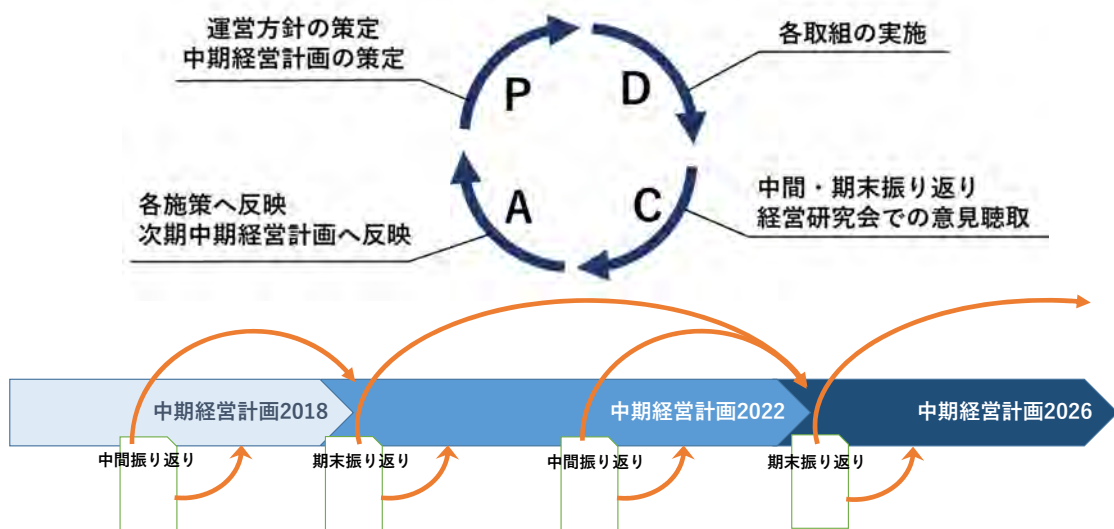 運営方針の策定
中期経営計画の策定
各取組の実施
P
D
A
C
各施策へ反映
次期中期経営計画へ反映
中間・期末振り返り
経営研究会での意見聴取
中期経営計画2018
中期経営計画2022
中期経営計画2026
中間振り返り
期末振り返り
中間振り返り
期末振り返り